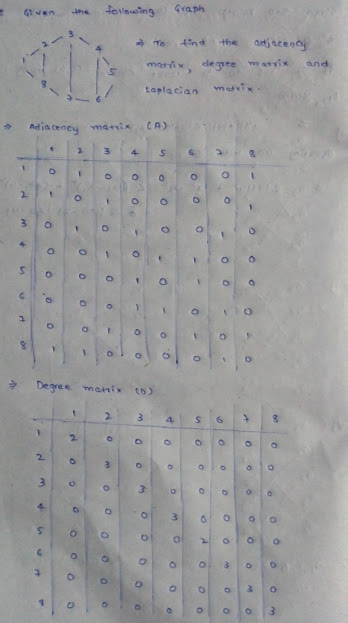 Given the following Graph
3
2 4
1 5
8
7 6
⇒ To find the adjacency
matrix, degree matrix and
Laplacian matrix.
⇒ Adjacency matrix (A)
1 2 3 4 5 6 7 8
1 0 1 0 0 0 0 0 1
2 1 0 1 0 0 0 0 1
3 0 1 0 1 0 0 1 0
4 0 0 1 0 1 1 0 0
5 0 0 0 1 0 1 0 0
6 0 0 0 1 1 0 1 0
7 0 0 1 0 0 1 0 1
8 1 1 0 0 0 0 1 0
⇒ Degree matrix (D)
1 2 3 4 5 6 7 8
1 2 0 0 0 0 0 0 0
2 0 3 0 0 0 0 0 0
3 0 0 3 0 0 0 0 0
4 0 0 0 3 0 0 0 0
5 0 0 0 0 2 0 0 0
6 0 0 0 0 0 3 0 0
7 0 0 0 0 0 0 3 0
8 0 0 0 0 0 0 0 3